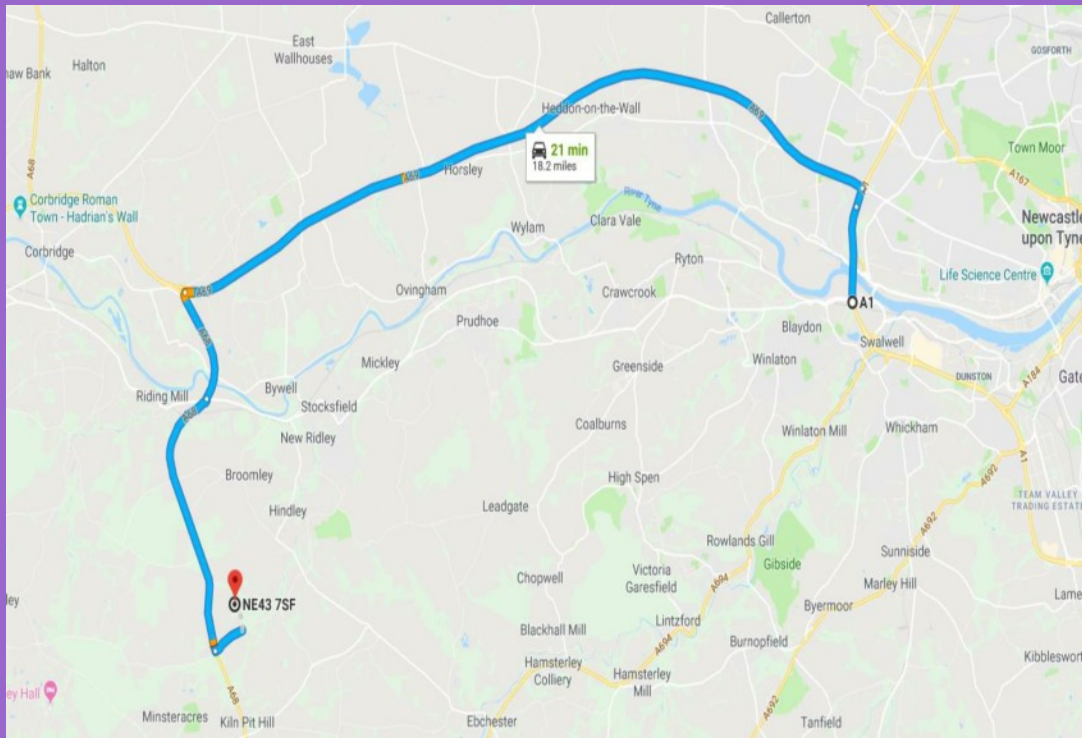 Callerton
East
Wallhouses
GOSFORTH
Halton
aw Bank
Heddon-on-the-Wall
A69
21 min
18.2 miles
Town Moor
A68
Horsley
A167
Corbridge Roman
Town - Hadrian's Wall
River Tyne
Clara Vale
Newcastle
upon Tyne
Wylam
Corbridge
Ryton
Life Science Centre
Ovingham
Crawcrook
A1
Prudhoe
Blaydon
Swalwell
Mickley
Greenside
Winlaton
DUNSTON
A184
Gate
Bywell
Riding Mill
Stocksfield
A68
Coalburns
Winlaton Mill
Whickham
New Ridley
A1
Broomley
High Spen
A692
TEAM VALLEY
TRADING ESTATE
Hindley
Leadgate
A692
Rowlands Gill
Sunniside
Chopwell
Victoria
Garesfield
A694
Gibside
Marley Hill
ley
NE43 7SF
Lintzford
Byermoor
Lame
Blackhall Mill
Burnopfield
A694
Kibbleswort
Hamsterley
Colliery
Hamsterley
Mill
ey Hall
A68
A692
Minsteracres
Kiln Pit Hill
Ebchester
Tanfield